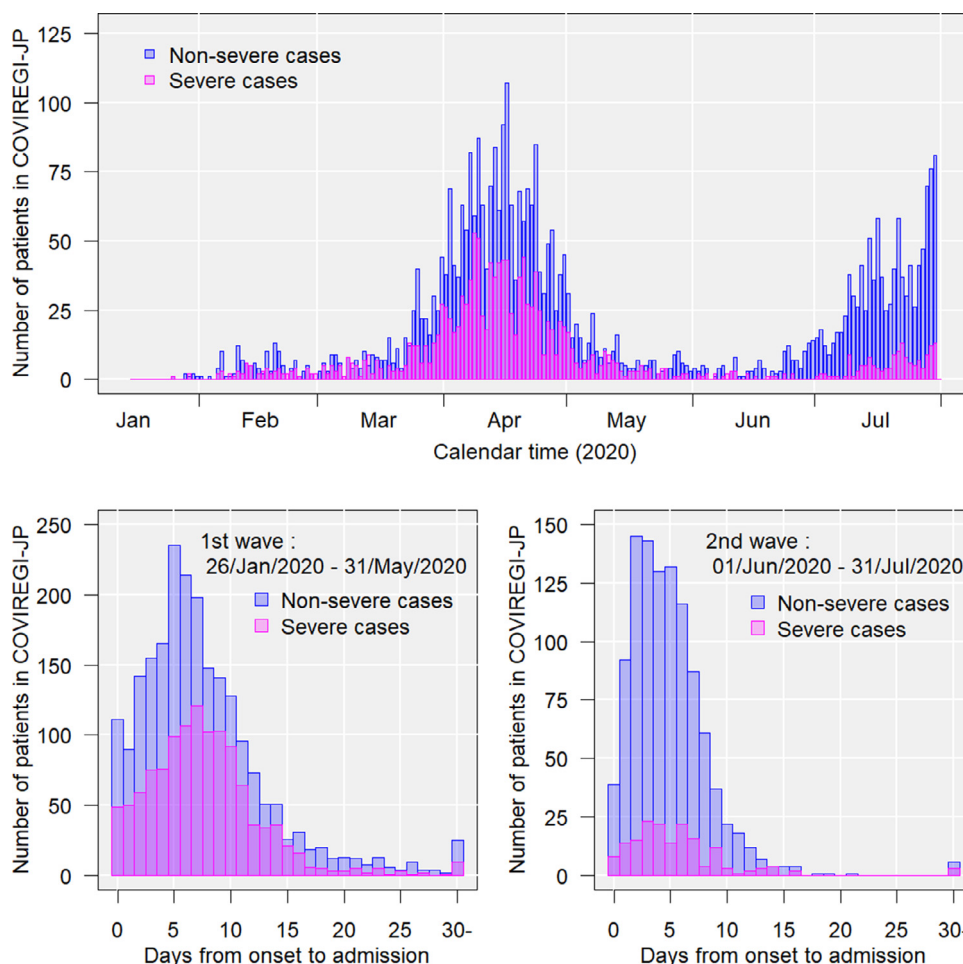 Number of patients in COVIREGI-JP
125
100
75
50
25
0
Non-severe cases
Severe cases
Jan Feb Mar Apr May Jun Jul
Calendar time (2020)
Number of patients in COVIREGI-JP
250
200
150
100
50
0
1st wave :
26/Jan/2020 - 31/May/2020
Non-severe cases
Severe cases
0 5 10 15 20 25 30-
Days from onset to admission
Number of patients in COVIREGI-JP
150
125
100
75
50
25
0
2nd wave :
01/Jun/2020 - 31/Jul/2020
Non-severe cases
Severe cases
0 5 10 15 20 25 30-
Days from onset to admission